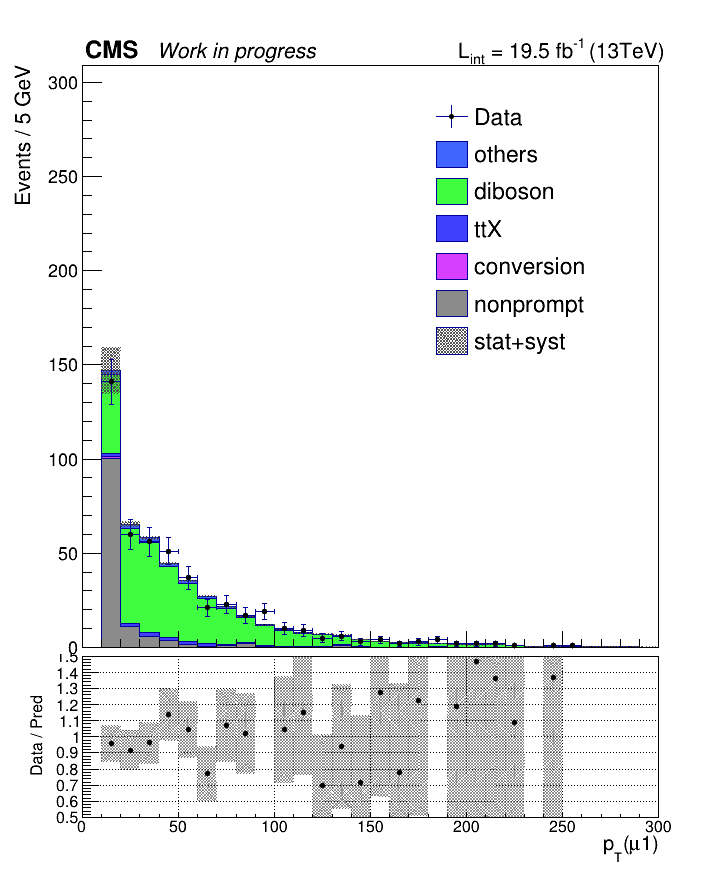 CMS Work in progress L_int = 19.5 fb^-1 (13TeV)
Events / 5 GeV
300
250
200
150
100
50
0
Data
others
diboson
ttX
conversion
nonprompt
stat+syst
Data / Pred
1.5
1.4
1.3
1.2
1.1
1
0.9
0.8
0.7
0.6
0.5
0 50 100 150 200 250 300
p_T(μ1)